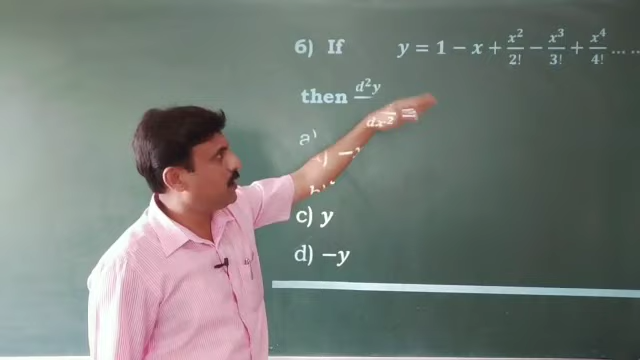 6) If y = 1 − x + x²/2! − x³/3! + x⁴/4! ... ...
then d²y/dx² =
a)
c) y
d) −y